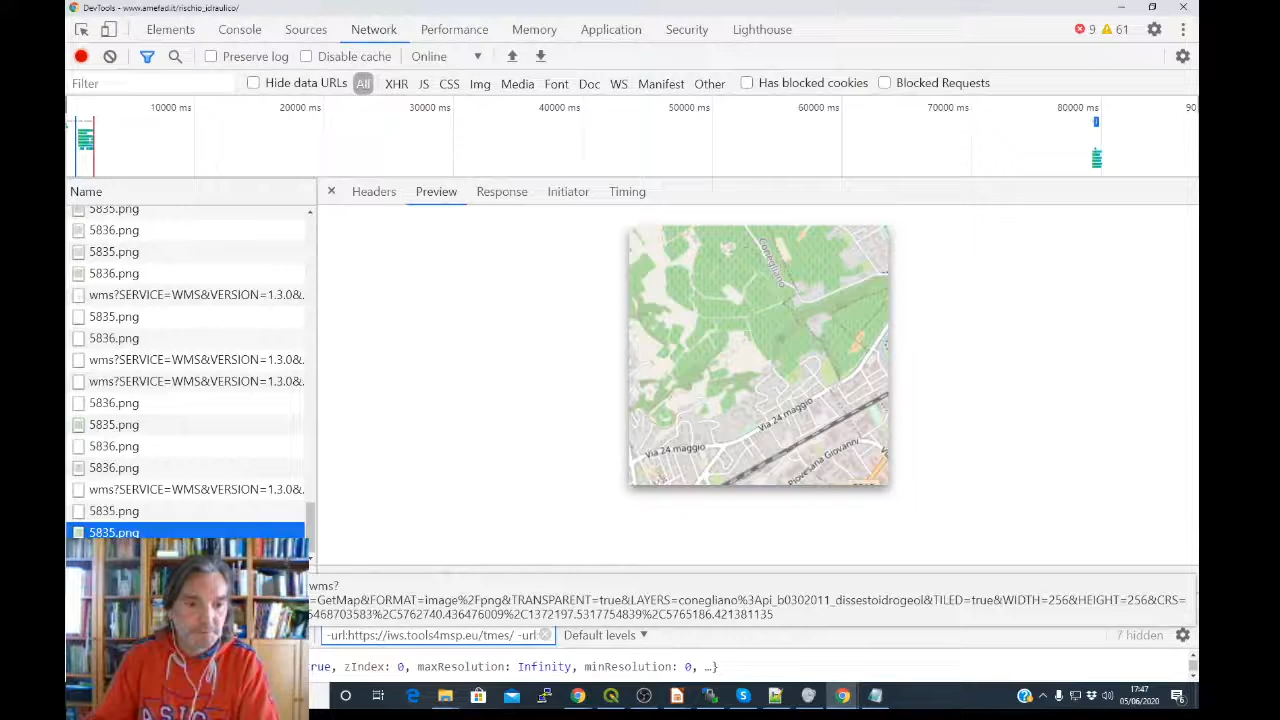 DevTools - www.amefad.it/rischio_idraulico/
Elements Console Sources Network Performance Memory Application Security Lighthouse 9 61
Preserve log Disable cache Online
Filter Hide data URLs All XHR JS CSS Img Media Font Doc WS Manifest Other Has blocked cookies Blocked Requests
10000 ms 20000 ms 30000 ms 40000 ms 50000 ms 60000 ms 70000 ms 80000 ms 90
Name
Headers Preview Response Initiator Timing
5835.png
5836.png
5835.png
5836.png
wms?SERVICE=WMS&VERSION=1.3.0&.
5835.png
5836.png
wms?SERVICE=WMS&VERSION=1.3.0&.
wms?SERVICE=WMS&VERSION=1.3.0&.
5836.png
5835.png
5836.png
5836.png
wms?SERVICE=WMS&VERSION=1.3.0&.
5835.png
5835.png
Conegliano
Via 24 maggio
Via 24 maggio
Piovesana Giovanni
wms?
=GetMap&FORMAT=image%2Fpng&TRANSPARENT=true&LAYERS=conegliano%3Api_b0302011_dissestoidrogeol&TILED=true&WIDTH=256&HEIGHT=256&CRS=
5468703583%2C5762740.436476009%2C1372197.5317754839%2C5765186.421381135
-url:https://iws.tools4msp.eu/tmes/ -url: Default levels 7 hidden
rue, zIndex: 0, maxResolution: Infinity, minResolution: 0, …}
17:47
05/06/2020
6
ASIC